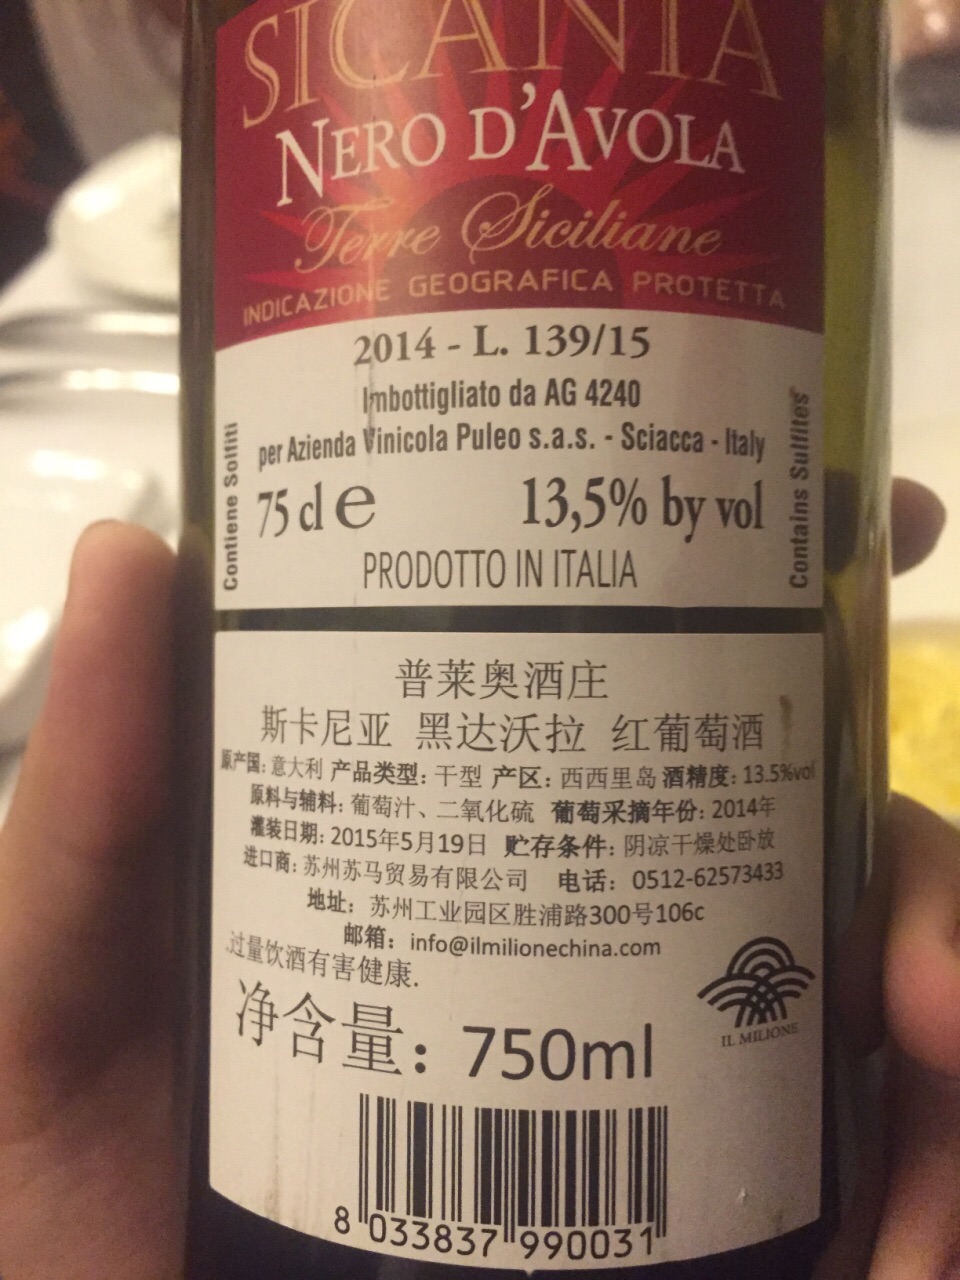 SICANIA
NERO D'AVOLA
Terre Siciliane
INDICAZIONE GEOGRAFICA PROTETTA
2014 - L. 139/15
Imbottigliato da AG 4240
per Azienda Vinicola Puleo s.a.s. - Sciacca - Italy
75 cl e 13,5% by vol
PRODOTTO IN ITALIA
Contiene Solfiti
Contains Sulfites
普莱奥酒庄
斯卡尼亚 黑达沃拉 红葡萄酒
原产国: 意大利 产品类型: 干型 产区: 西西里岛 酒精度: 13.5%vol
原料与辅料: 葡萄汁、二氧化硫 葡萄采摘年份: 2014年
灌装日期: 2015年5月19日 贮存条件: 阴凉干燥处卧放
进口商: 苏州苏马贸易有限公司 电话: 0512-62573433
地址: 苏州工业园区胜浦路300号106c
邮箱: info@ilmilionechina.com
过量饮酒有害健康.
净含量: 750ml
IL MILIONE
8 033837 990031